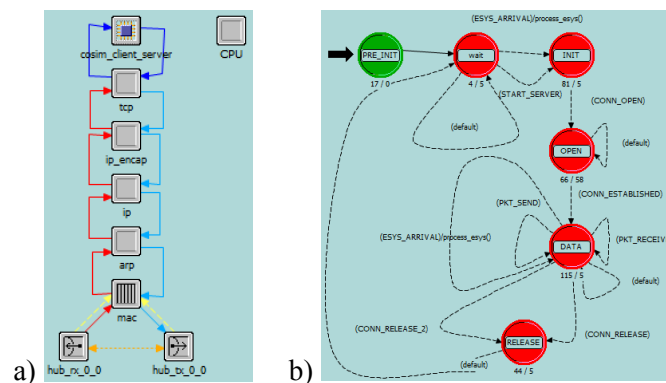 cosim_client_server
CPU
tcp
ip_encap
ip
arp
mac
hub_rx_0_0
hub_tx_0_0
a)
(ESYS_ARRIVAL)/process_esys()
PRE_INIT
wait
INIT
17 / 0
4 / 5
81 / 5
(START_SERVER)
(CONN_OPEN)
(default)
OPEN
(default)
66 / 58
(CONN_ESTABLISHED)
(PKT_SEND)
(ESYS_ARRIVAL)/process_esys()
DATA
(PKT_RECEIV
115 / 5
(default)
(CONN_RELEASE_2)
(CONN_RELEASE)
RELEASE
(default)
44 / 5
b)